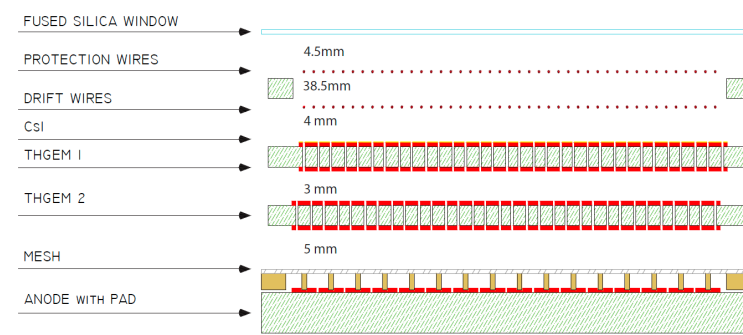 FUSED SILICA WINDOW
4.5mm
PROTECTION WIRES
38.5mm
DRIFT WIRES
4 mm
CsI
THGEM 1
3 mm
THGEM 2
5 mm
MESH
ANODE with PAD